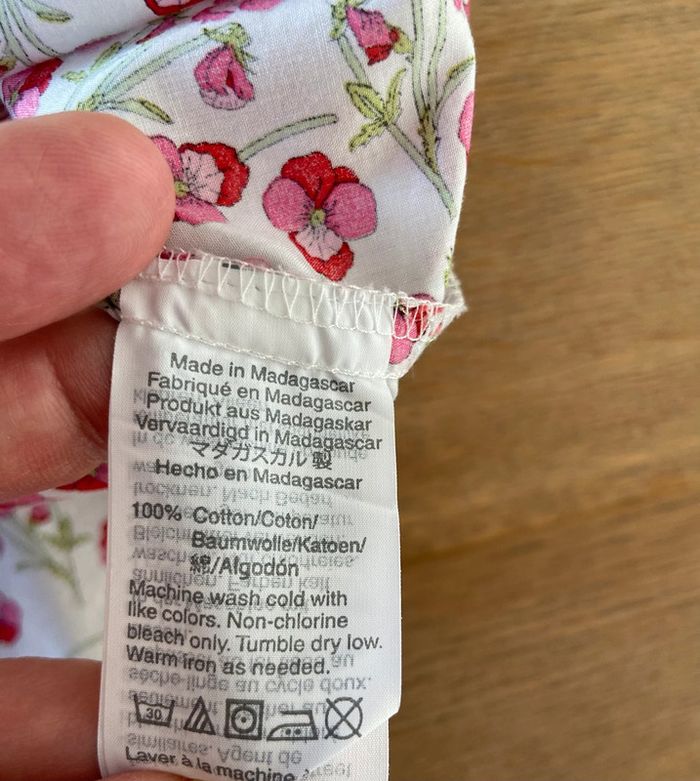 Made in Madagascar
Fabriqué en Madagascar
Produkt aus Madagaskar
Vervaardigd in Madagascar
マダガスカル 製
Hecho en Madagascar
100% Cotton/Coton/
Baumwolle/Katoen/
綿/Algodón
Machine wash cold with
like colors. Non-chlorine
bleach only. Tumble dry low.
Warm iron as needed.
30
Laver à la machine